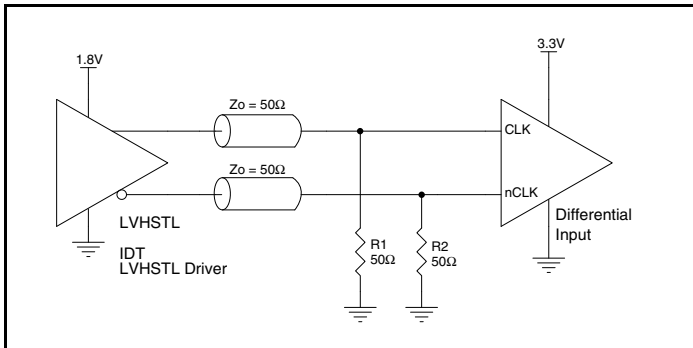 1.8V
3.3V
Zo = 50Ω
CLK
Zo = 50Ω
nCLK
LVHSTL
IDT
LVHSTL Driver
R1
50Ω
R2
50Ω
Differential
Input